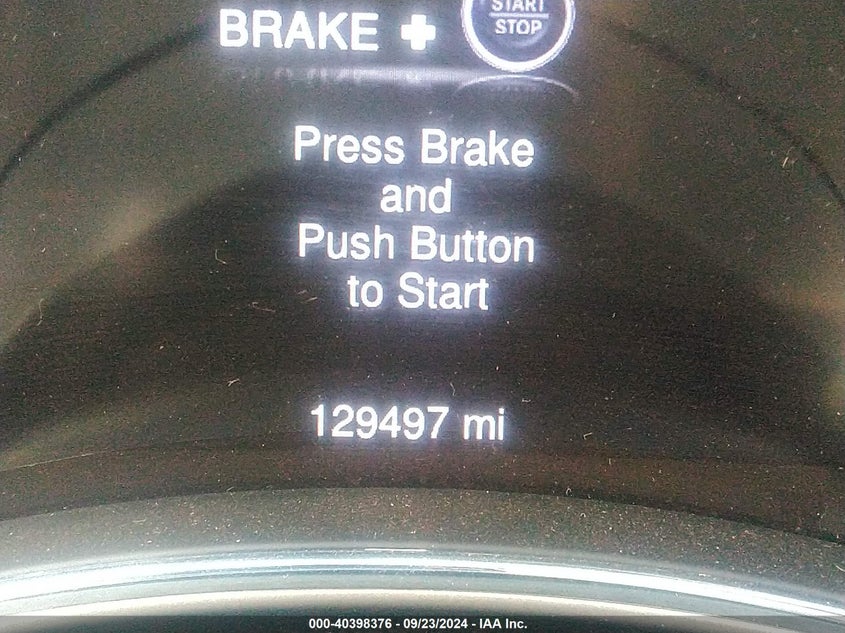 BRAKE + START
STOP
Press Brake
and
Push Button
to Start
129497 mi
000-40398376 - 09/23/2024 - IAA Inc.